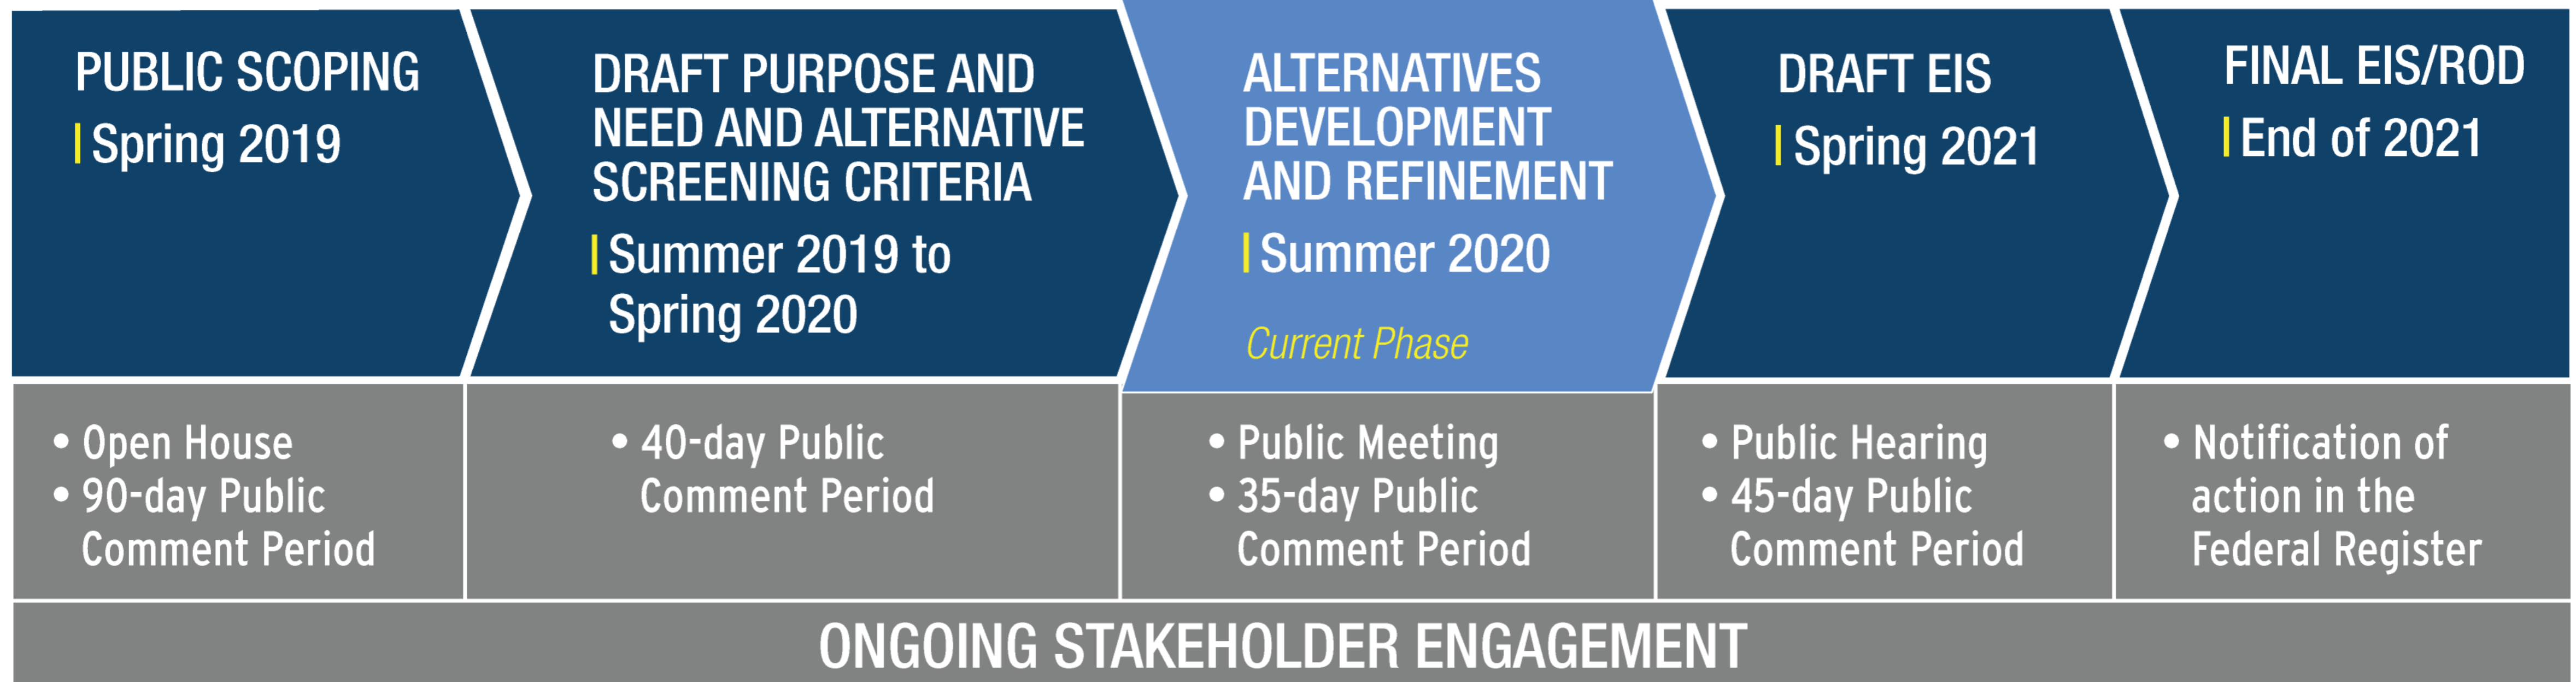 PUBLIC SCOPING
Spring 2019
DRAFT PURPOSE AND
NEED AND ALTERNATIVE
SCREENING CRITERIA
Summer 2019 to
Spring 2020
ALTERNATIVES
DEVELOPMENT
AND REFINEMENT
Summer 2020
Current Phase
DRAFT EIS
Spring 2021
FINAL EIS/ROD
End of 2021
• Open House
• 90-day Public
Comment Period
• 40-day Public
Comment Period
• Public Meeting
• 35-day Public
Comment Period
• Public Hearing
• 45-day Public
Comment Period
• Notification of
action in the
Federal Register
ONGOING STAKEHOLDER ENGAGEMENT